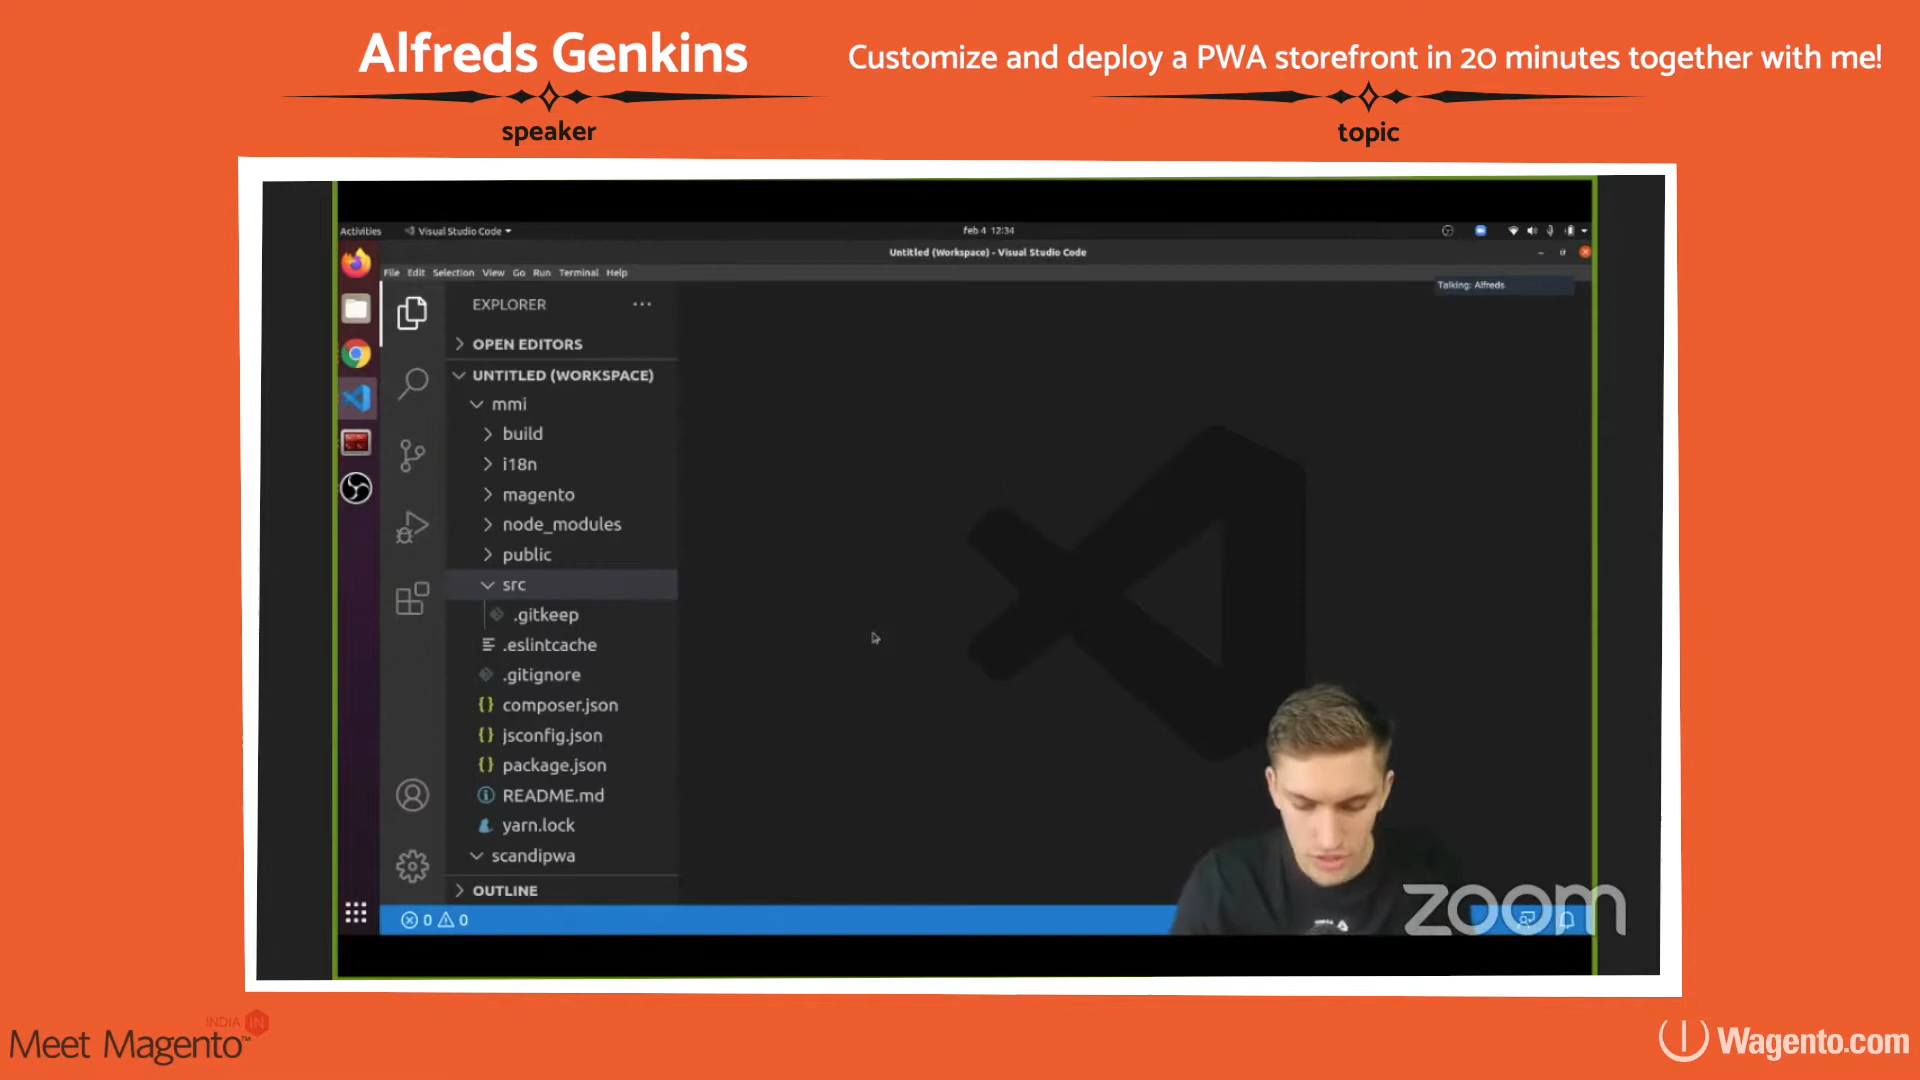 Alfreds Genkins
speaker
Customize and deploy a PWA storefront in 20 minutes together with me!
topic
Activities
Visual Studio Code
feb 4 12:34
Untitled (Workspace) - Visual Studio Code
File Edit Selection View Go Run Terminal Help
Talking: Alfreds
EXPLORER
OPEN EDITORS
UNTITLED (WORKSPACE)
mmi
build
i18n
magento
node_modules
public
src
.gitkeep
.eslintcache
.gitignore
composer.json
jsconfig.json
package.json
README.md
yarn.lock
scandipwa
OUTLINE
0 0
zoom
INDIA IN
Meet Magento™
Wagento.com